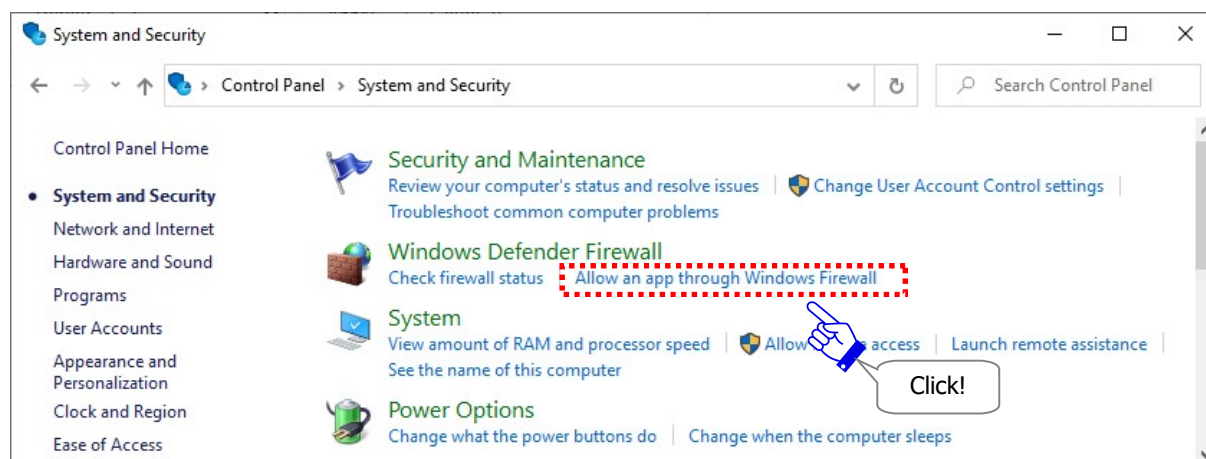 System and Security
Control Panel > System and Security
Search Control Panel
Control Panel Home
System and Security
Network and Internet
Hardware and Sound
Programs
User Accounts
Appearance and
Personalization
Clock and Region
Ease of Access
Security and Maintenance
Review your computer's status and resolve issues | Change User Account Control settings
Troubleshoot common computer problems
Windows Defender Firewall
Check firewall status | Allow an app through Windows Firewall
System
View amount of RAM and processor speed | Allow access | Launch remote assistance
See the name of this computer
Click!
Power Options
Change what the power buttons do | Change when the computer sleeps